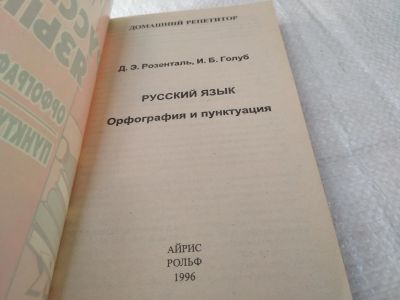 ДОМАШНИЙ РЕПЕТИТОР
Д. Э. Розенталь, И. Б. Голуб
РУССКИЙ ЯЗЫК
Орфография и пунктуация
АЙРИС
РОЛЬФ
1996